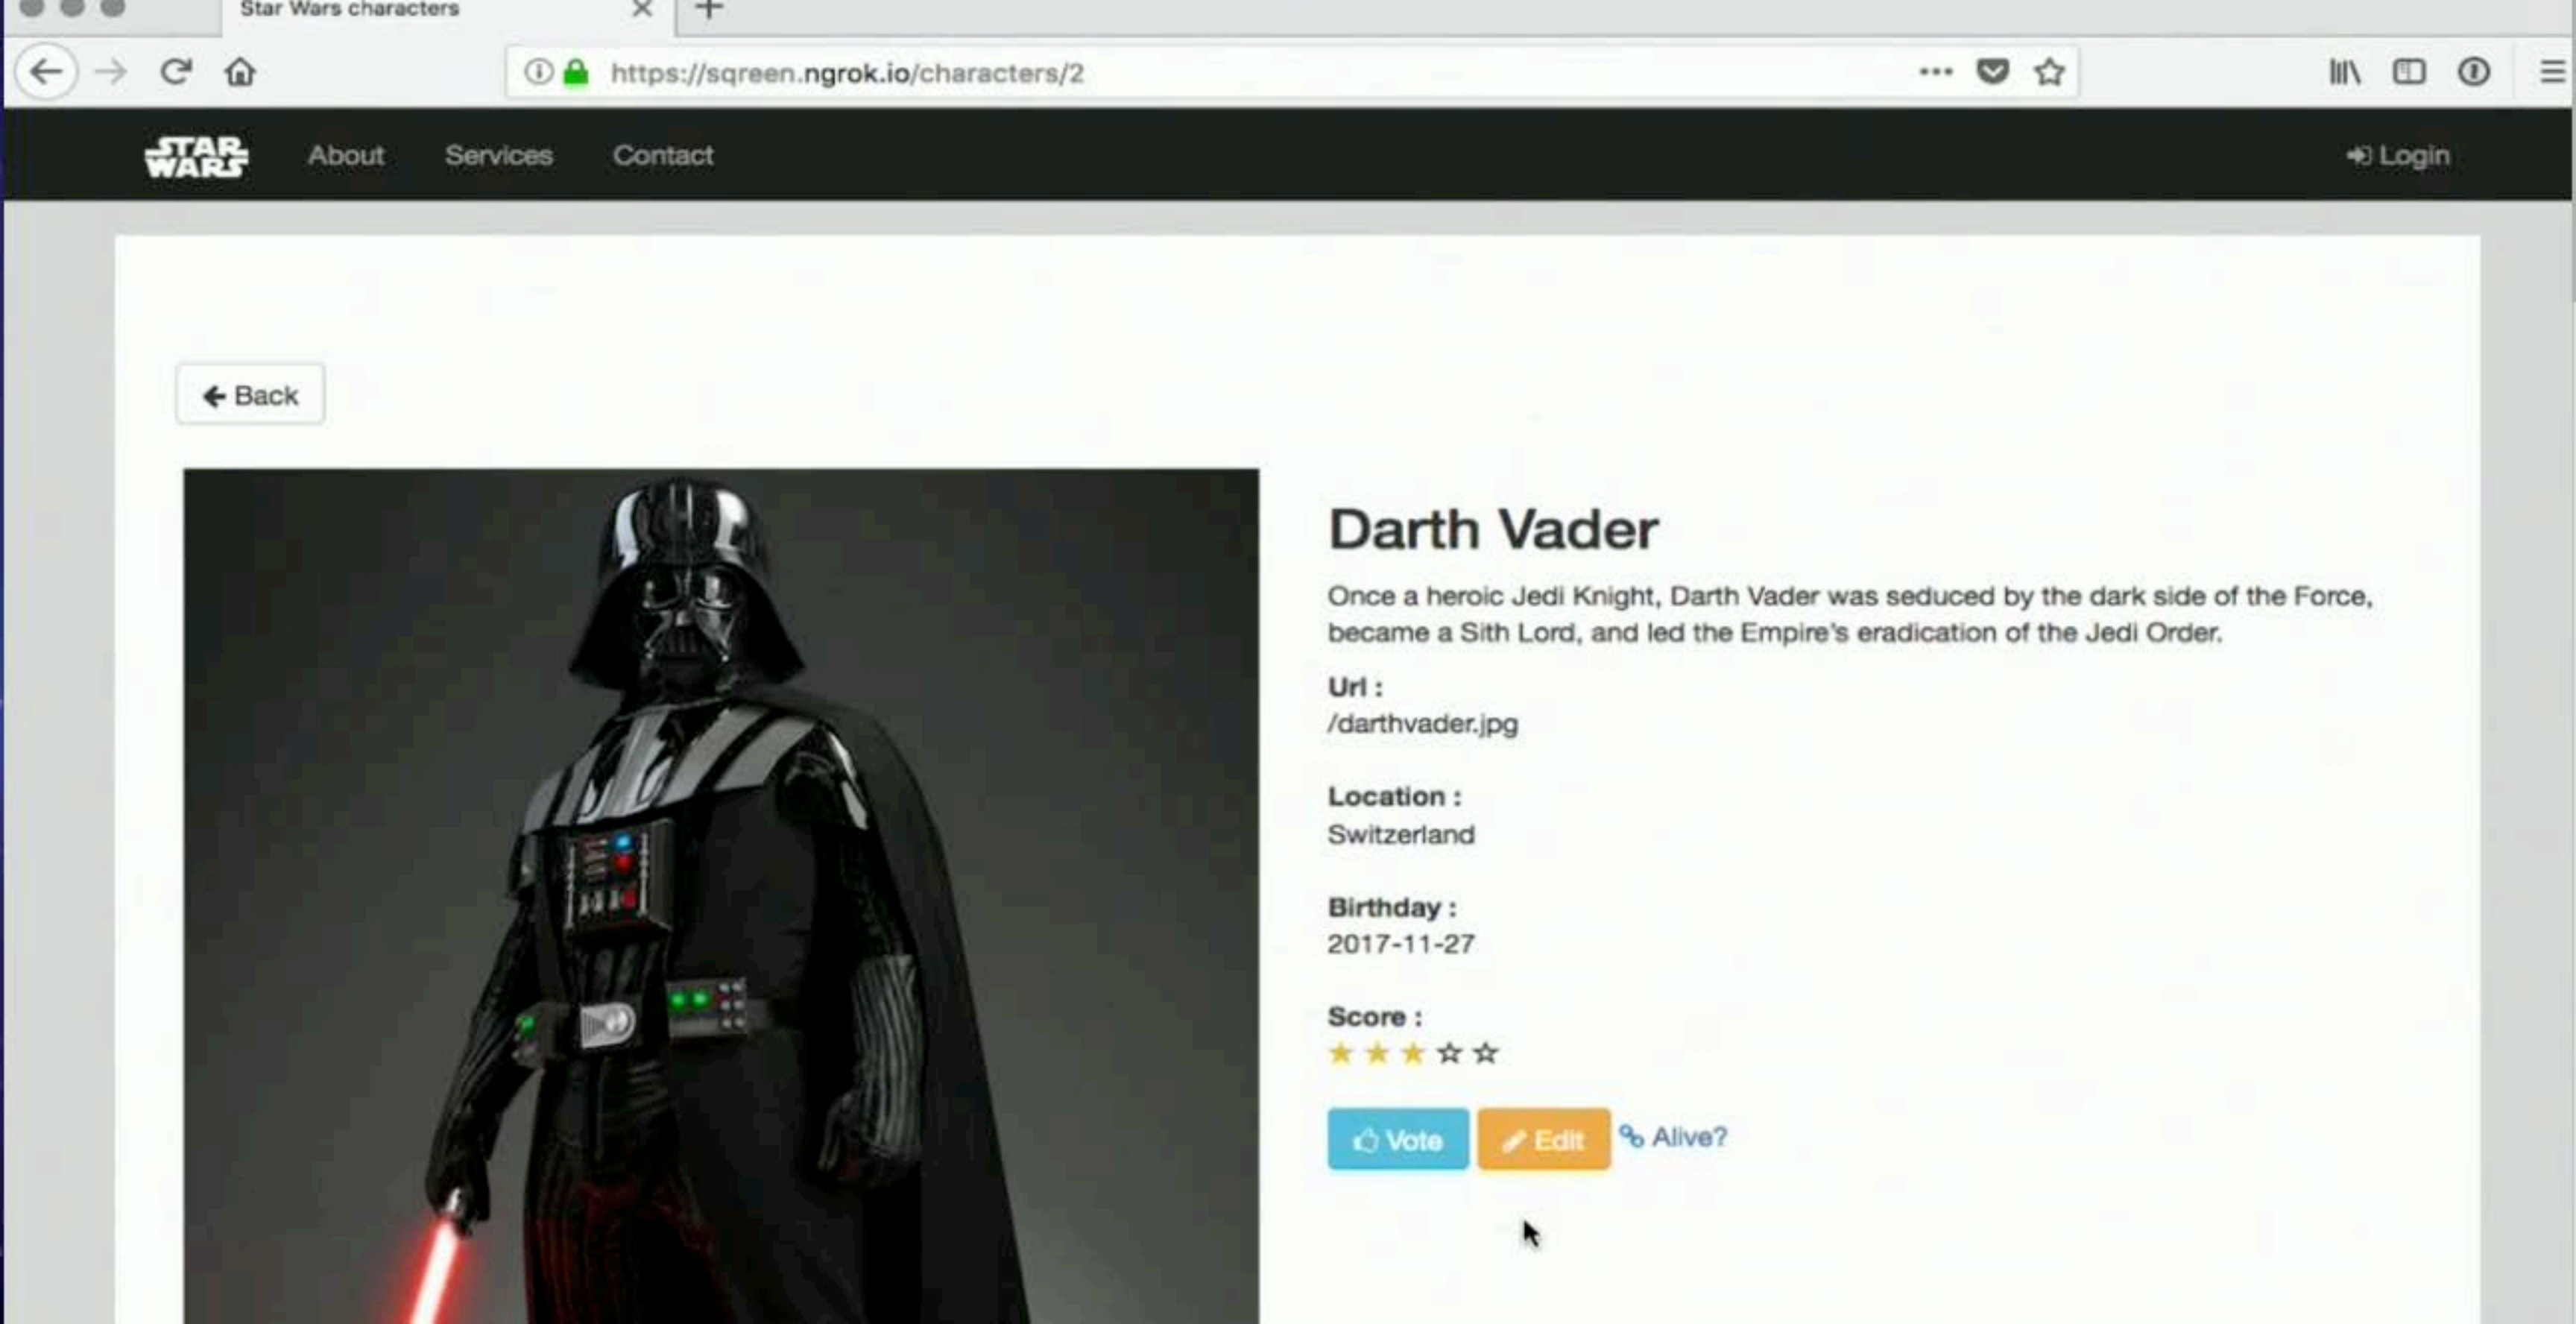 Star Wars characters
https://sqreen.ngrok.io/characters/2
STAR
WARS
About
Services
Contact
Login
Back
Darth Vader
Once a heroic Jedi Knight, Darth Vader was seduced by the dark side of the Force,
became a Sith Lord, and led the Empire's eradication of the Jedi Order.
Url :
/darthvader.jpg
Location :
Switzerland
Birthday :
2017-11-27
Score :
Vote
Edit
Alive?